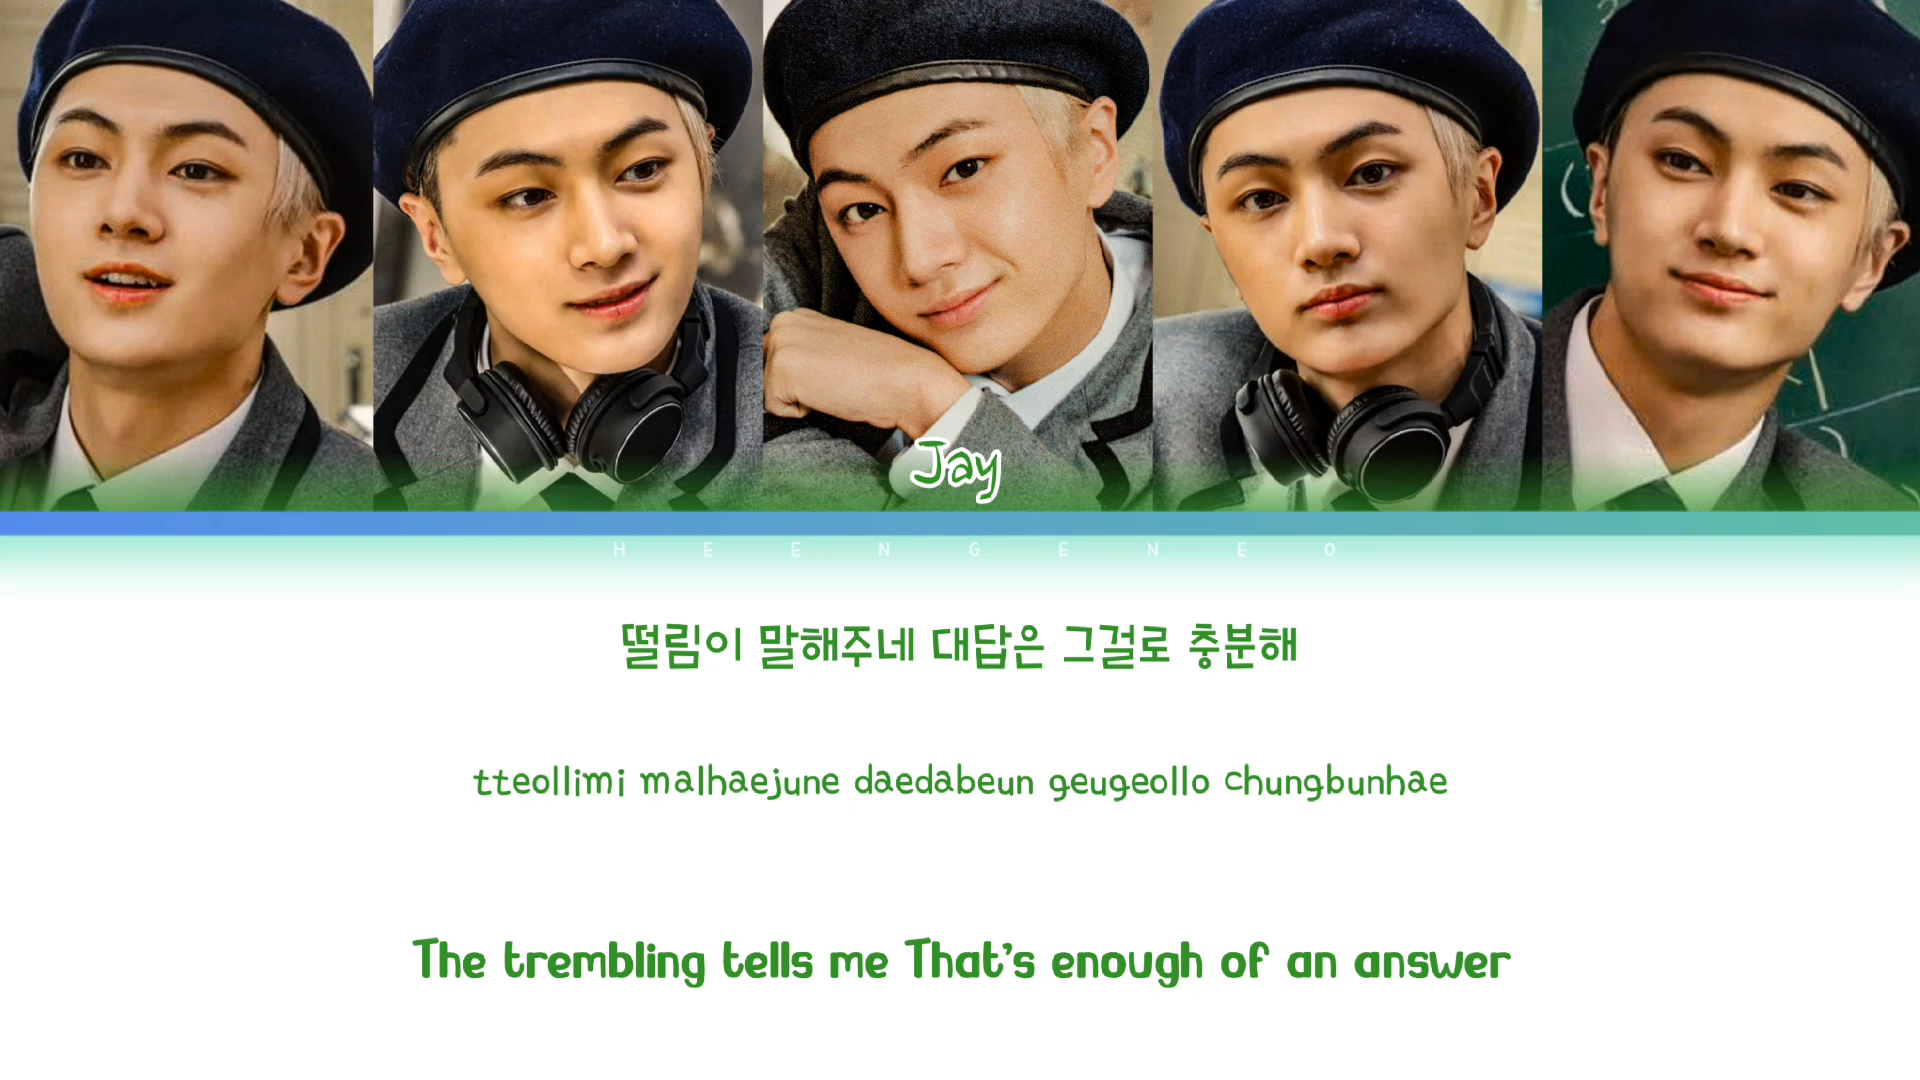 Jay
HEENGENEO
떨림이 말해주네 대답은 그걸로 충분해
tteollimi malhaejune daedabeun geugeollo chungbunhae
The trembling tells me That's enough of an answer